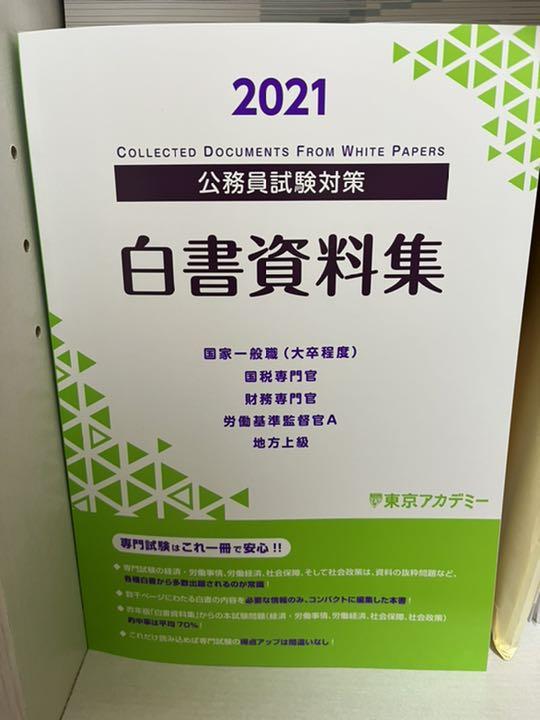 2021
COLLECTED DOCUMENTS FROM WHITE PAPERS
公務員試験対策
白書資料集
国家一般職（大卒程度）
国税専門官
財務専門官
労働基準監督官A
地方上級
東京アカデミー
専門試験はこれ一冊で安心!!
◆ 専門試験の経済・労働事情、労働経済、社会保障、そして社会政策は、資料の抜粋問題など、
各種白書から多数出題されるのが常識!
◆ 数千ページにわたる白書の内容を必要な情報のみ、コンパクトに編集した本書!
◆ 昨年版「白書資料集」からの本試験問題(経済・労働事情、労働経済、社会保障、社会政策)
的中率は平均70%!
◆ これだけ読み込めば専門試験の得点アップは間違いなし!